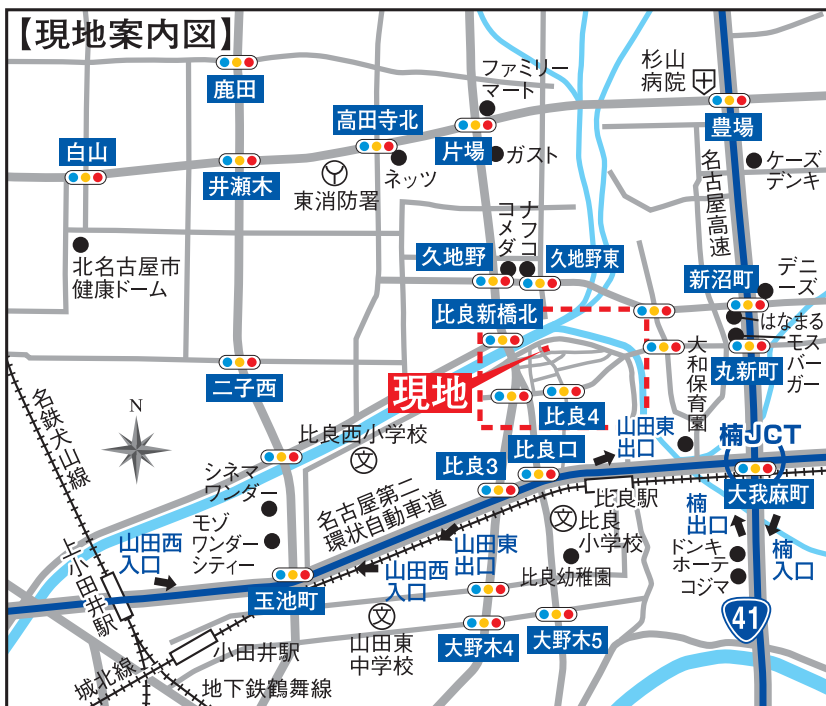 【現地案内図】
鹿田
ファミリー
マート
杉山
病院
豊場
高田寺北
片場
白山
井瀬木
ネッツ
ガスト
東消防署
名古屋高速
ケーズ
デンキ
北名古屋市
健康ドーム
コメダ
ナフコ
久地野
久地野東
新沼町
デニ
ーズ
はなまる
モス
バー
ガー
比良新橋北
丸新町
大和保育園
二子西
現地
比良4
名鉄犬山線
N
比良西小学校
比良口
山田東
出口
楠JCT
シネマ
ワンダー
比良3
大我麻町
名古屋第二
環状自動車道
比良駅
楠
出口
モゾ
ワンダー
シティー
比良
小学校
山田東
出口
ドンキ
ホーテ
コジマ
楠
入口
山田西
入口
山田西
入口
比良幼稚園
上小田井駅
玉池町
41
小田井駅
山田東
中学校
大野木4
大野木5
城北線
地下鉄鶴舞線